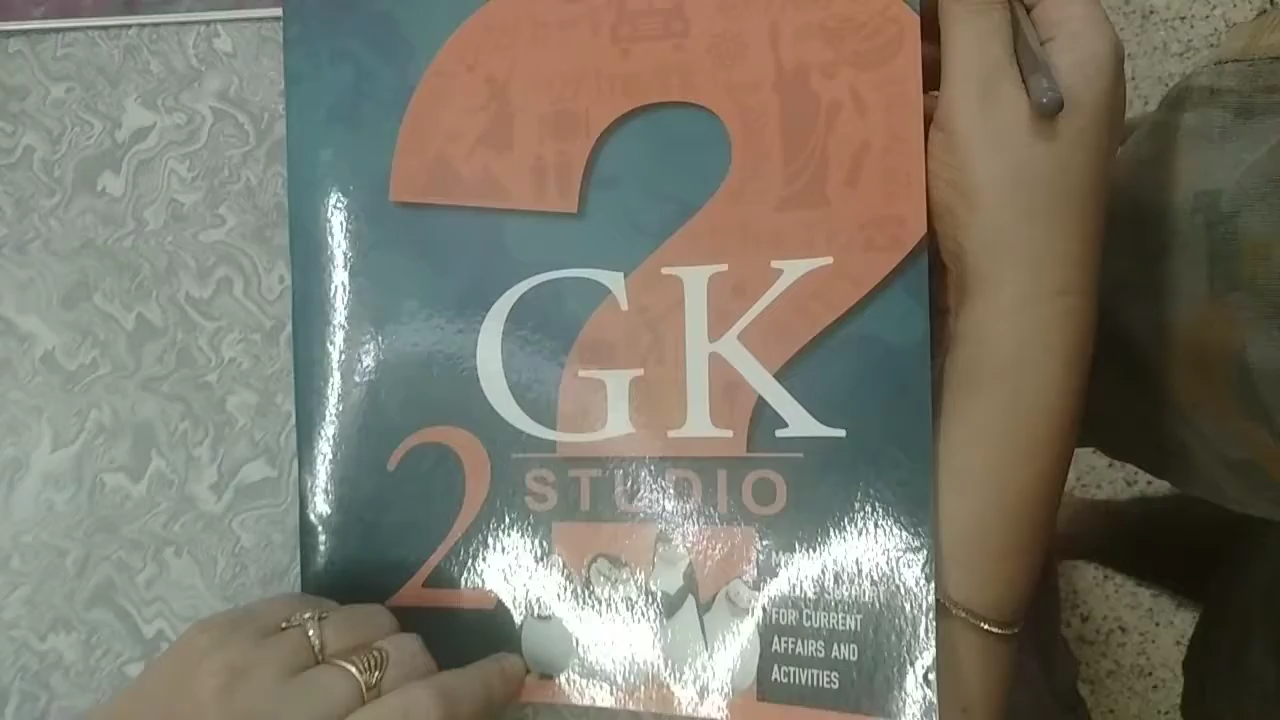 GK
STUDIO
2
FOR CURRENT
AFFAIRS AND
ACTIVITIES